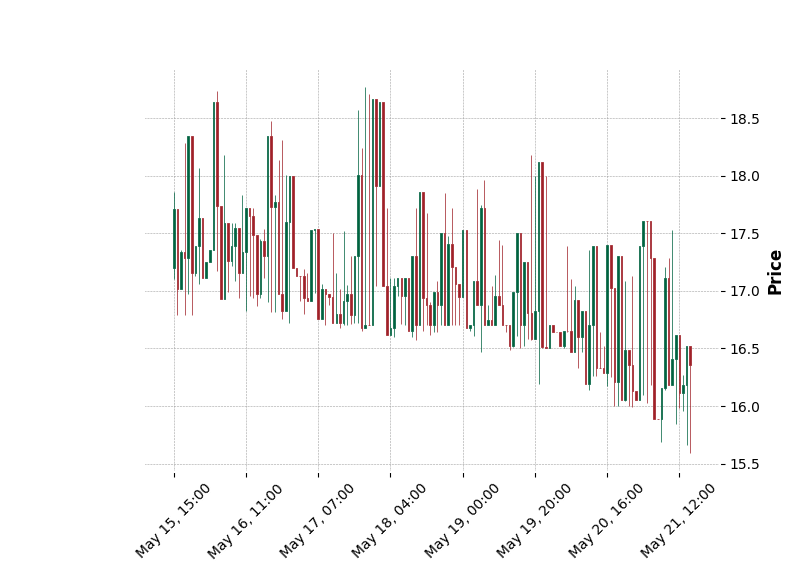 18.5
18.0
17.5
17.0
16.5
16.0
15.5
Price
May 15, 15:00
May 16, 11:00
May 17, 07:00
May 18, 04:00
May 19, 00:00
May 19, 20:00
May 20, 16:00
May 21, 12:00